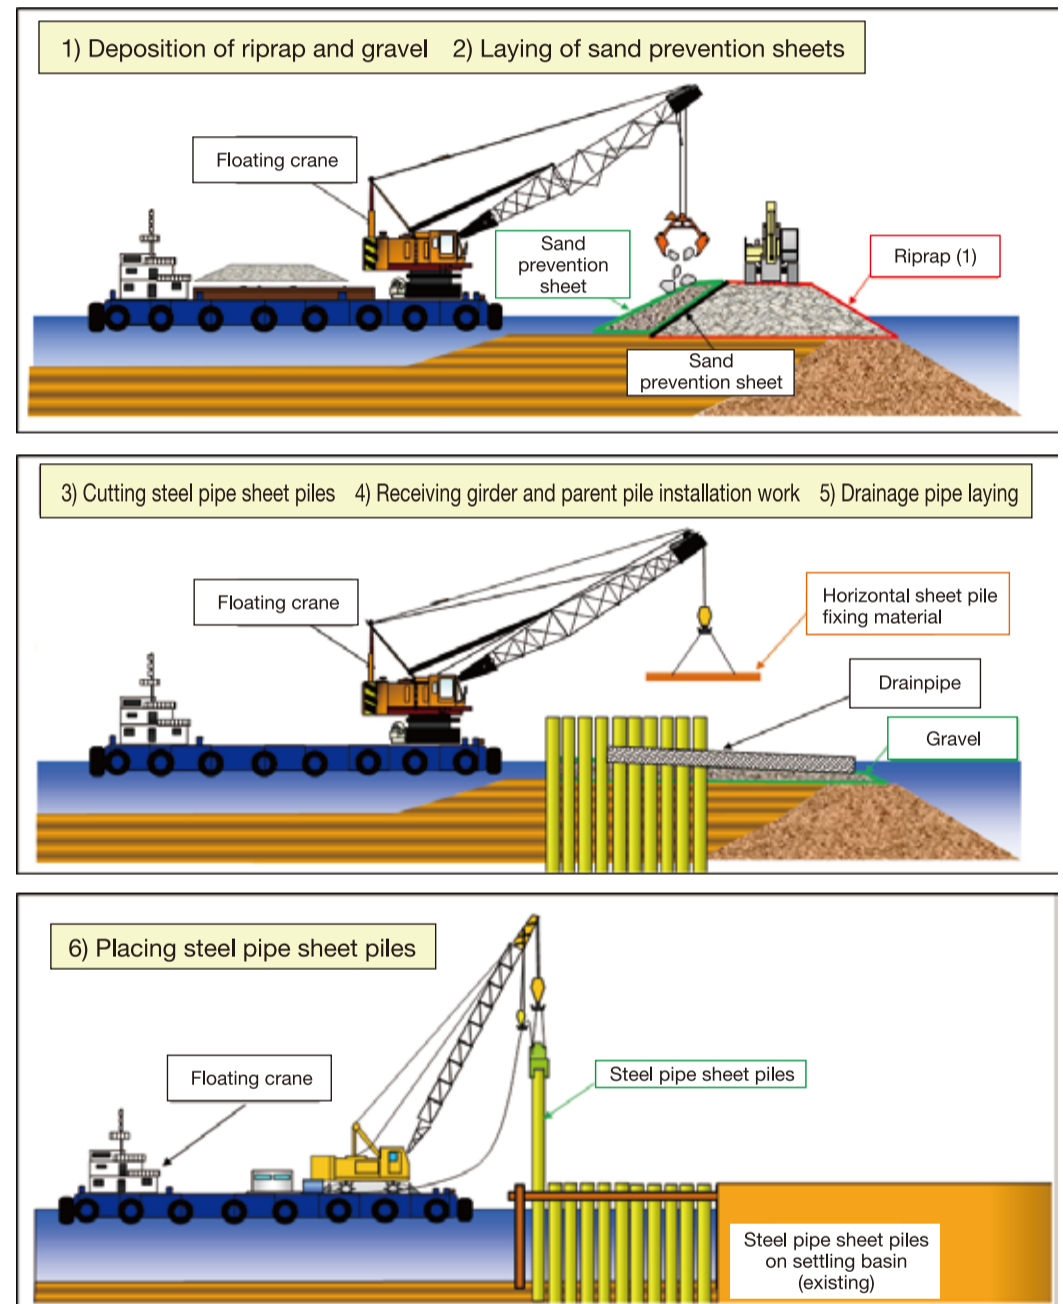 1) Deposition of riprap and gravel 2) Laying of sand prevention sheets
Floating crane
Sand
prevention
sheet
Riprap (1)
Sand
prevention sheet
3) Cutting steel pipe sheet piles 4) Receiving girder and parent pile installation work 5) Drainage pipe laying
Floating crane
Horizontal sheet pile
fixing material
Drainpipe
Gravel
6) Placing steel pipe sheet piles
Floating crane
Steel pipe sheet piles
Steel pipe sheet piles
on settling basin
(existing)